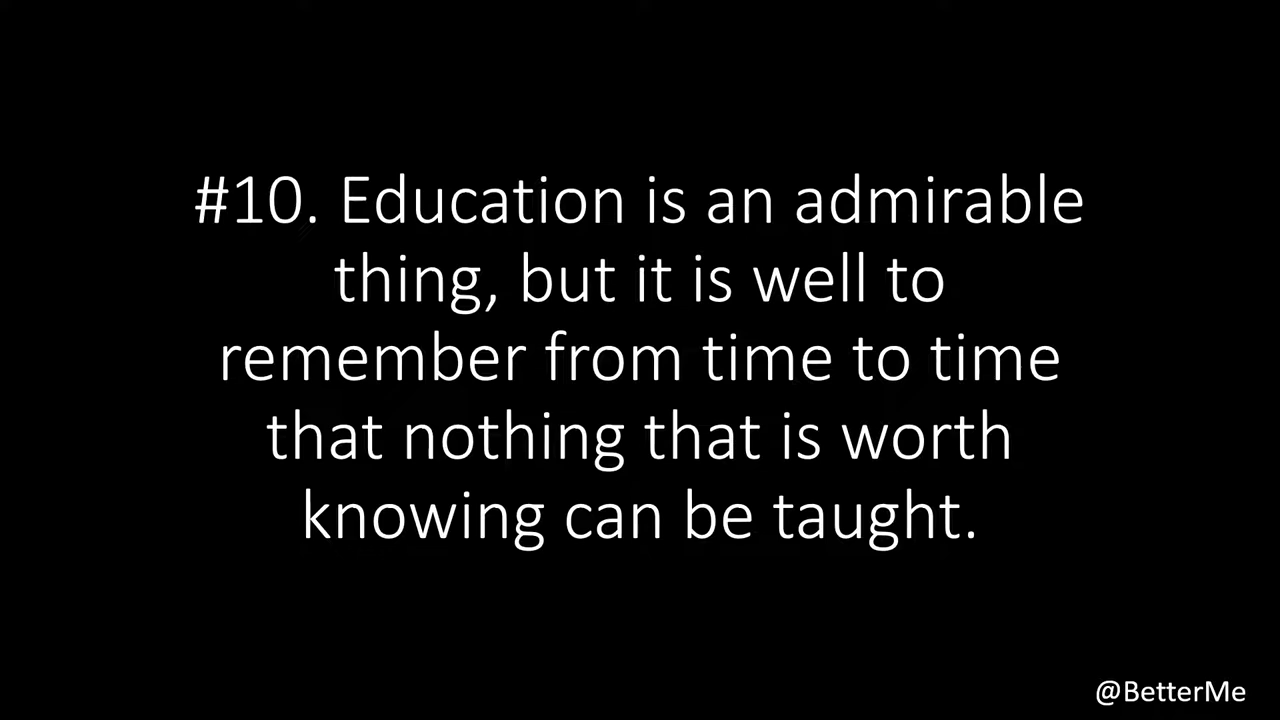 #10. Education is an admirable
thing, but it is well to
remember from time to time
that nothing that is worth
knowing can be taught.
@BetterMe